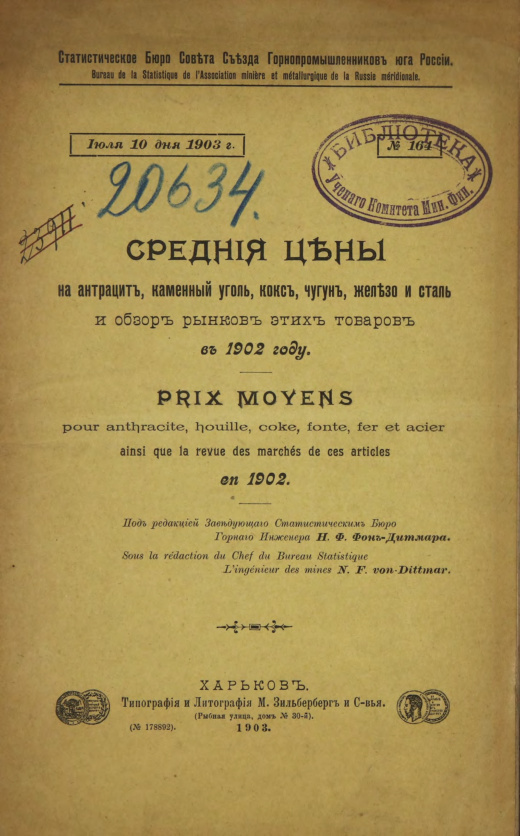 Статистическое Бюро Совѣта Съѣзда Горнопромышленниковъ юга Россіи.
Bureau de la Statistique de l'Association minière et métallurgique de la Russie méridionale.
Іюля 10 дня 1903 г.
№ 164
БИБЛІОТЕКА
Ученаго Комитета Мин. Фин.
20634.
СРЕДНІЯ ЦѢНЫ
на антрацитъ, каменный уголь, коксъ, чугунъ, желѣзо и сталь
и обзоръ рынковъ этихъ товаровъ
въ 1902 году.
PRIX MOYENS
pour anthracite, houille, coke, fonte, fer et acier
ainsi que la revue des marchés de ces articles
en 1902.
Подъ редакціей Завѣдующаго Статистическимъ Бюро
Горнаго Инженера Н. Ф. Фонъ-Дитмара.
Sous la rédaction du Chef du Bureau Statistique
L'ingénieur des mines N. F. von-Dittmar.
ХАРЬКОВЪ.
Типографія и Литографія М. Зильбербергъ и С-вья.
(Рыбная улица, домъ № 30-й).
(№ 178892).
1903.